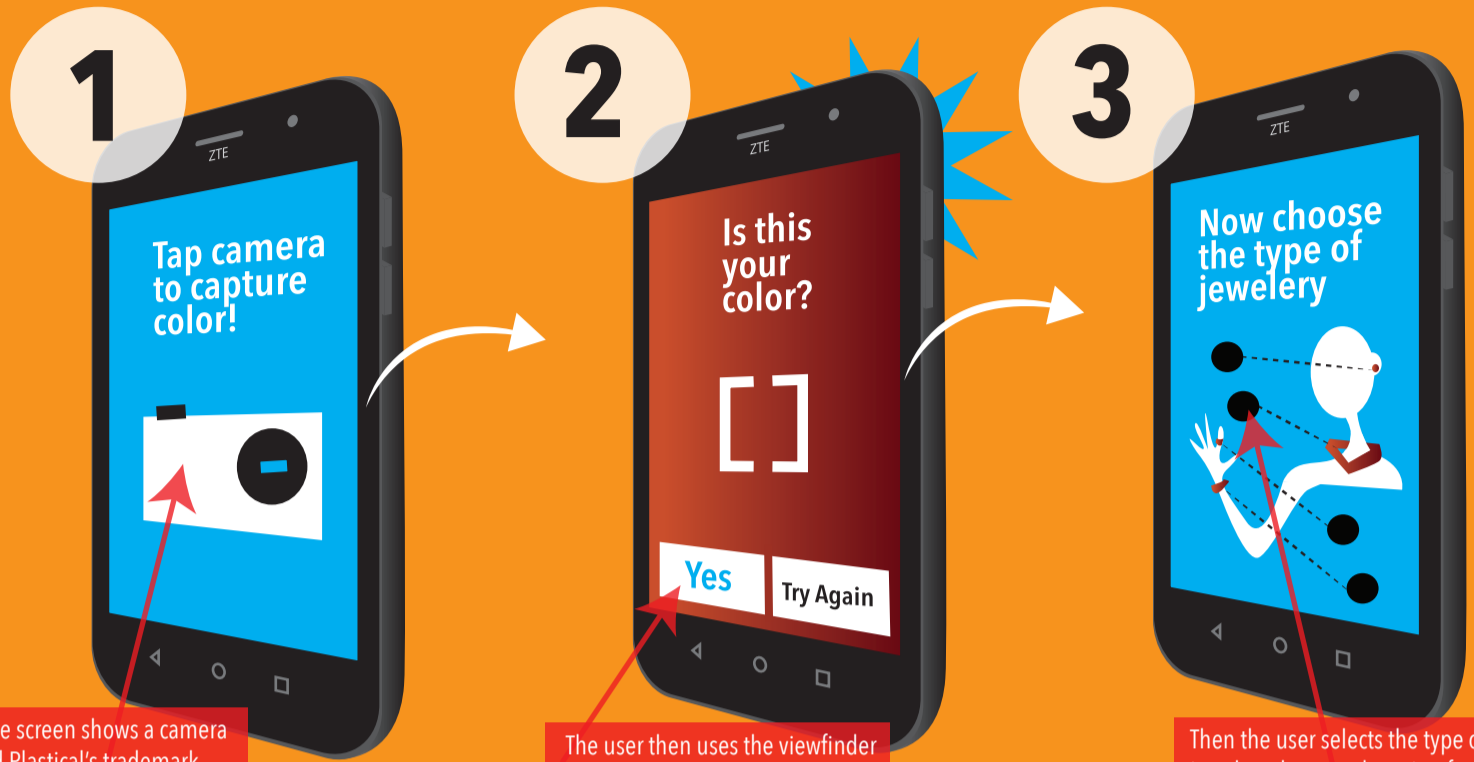 1
ZTE
Tap camera
to capture
color!
e screen shows a camera
Plastical's trademark
2
ZTE
Is this
your
color?
Yes
Try Again
The user then uses the viewfinder
3
ZTE
Now choose
the type of
jewelery
Then the user selects the type